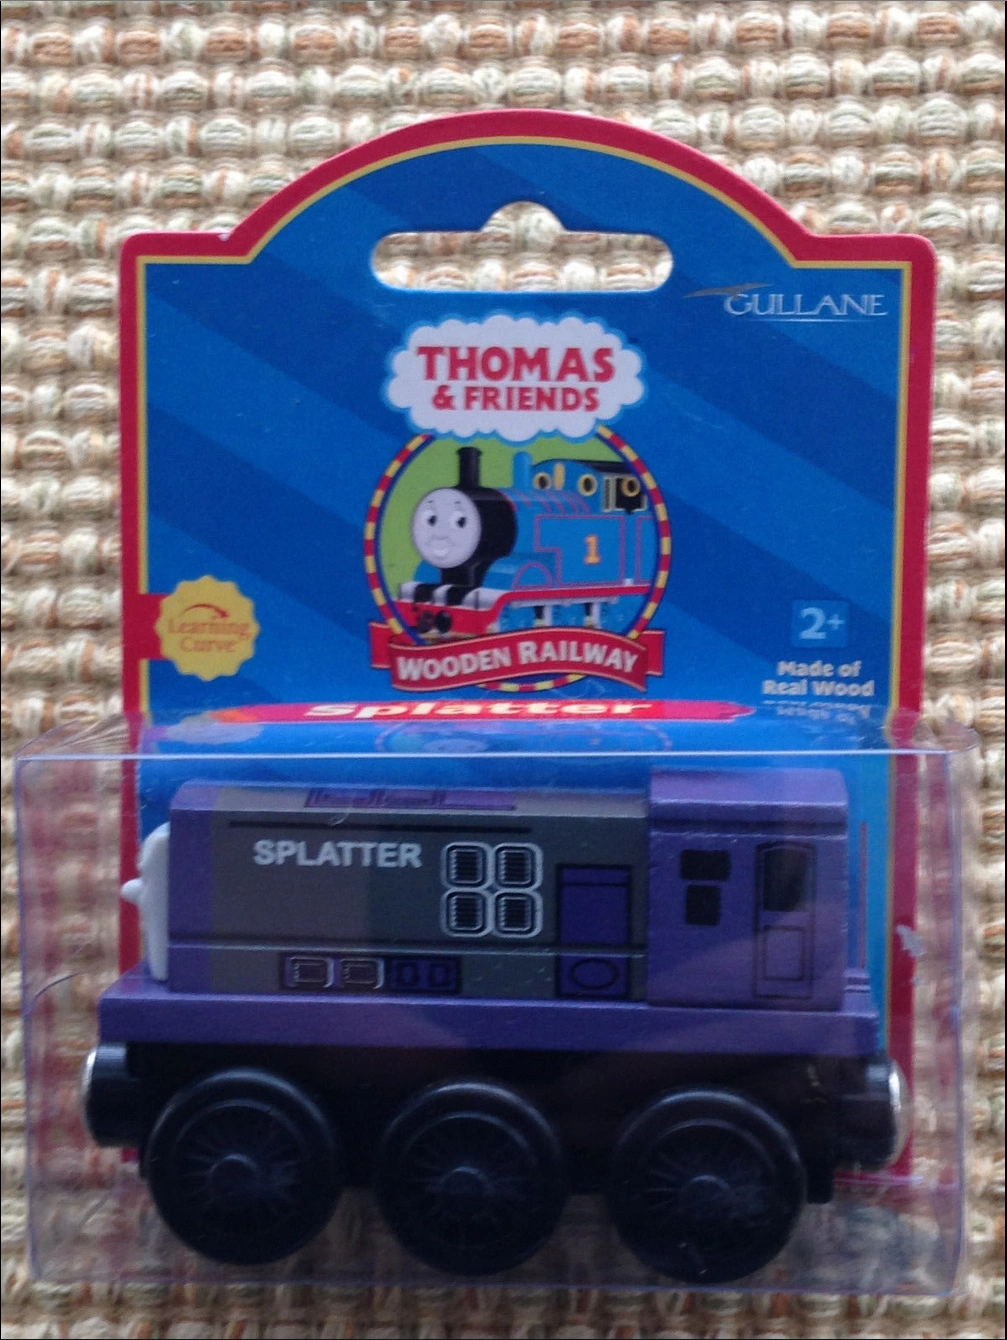 GULLANE
THOMAS
& FRIENDS
1
Learning
Curve
WOODEN RAILWAY
2+
Made of
Real Wood
Splatter
SPLATTER